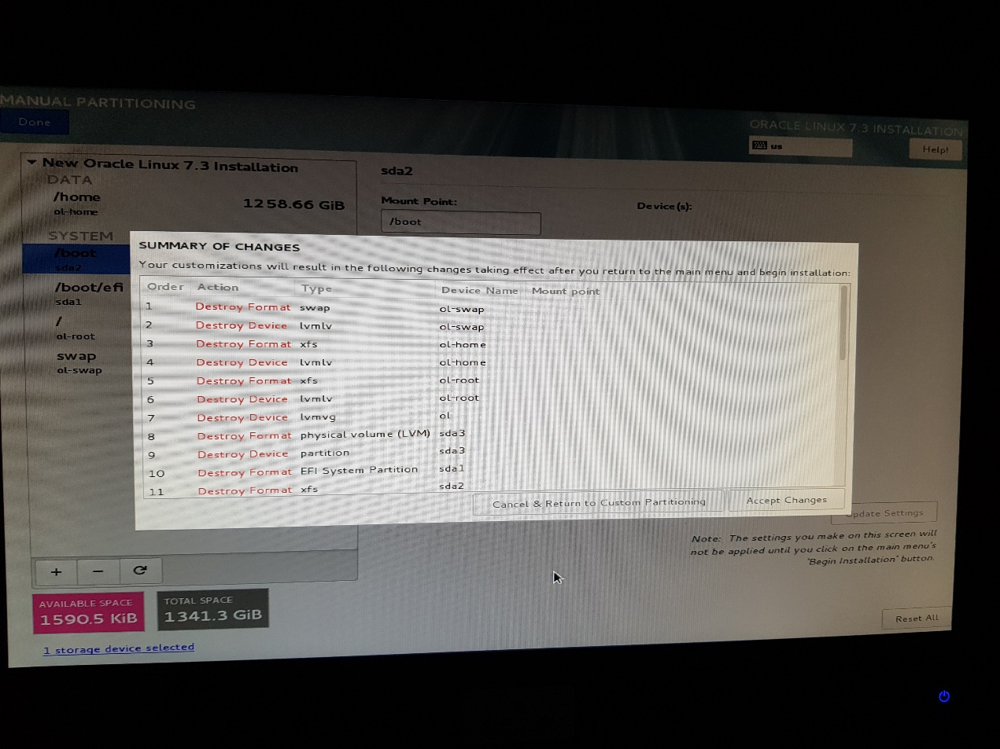 MANUAL PARTITIONING
Done
ORACLE LINUX 7.3 INSTALLATION
us
Help!
New Oracle Linux 7.3 Installation
DATA
/home
ol-home
1258.66 GiB
SYSTEM
/boot
sda2
/boot/efi
sda1
/
ol-root
swap
ol-swap
sda2
Mount Point:
Device(s):
/boot
SUMMARY OF CHANGES
Your customizations will result in the following changes taking effect after you return to the main menu and begin installation:
Order Action Type Device Name Mount point
1 Destroy Format swap ol-swap
2 Destroy Device lvmlv ol-swap
3 Destroy Format xfs ol-home
4 Destroy Device lvmlv ol-home
5 Destroy Format xfs ol-root
6 Destroy Device lvmlv ol-root
7 Destroy Device lvmvg ol
8 Destroy Format physical volume (LVM) sda3
9 Destroy Device partition sda3
10 Destroy Format EFI System Partition sda1
11 Destroy Format xfs sda2
Cancel & Return to Custom Partitioning
Accept Changes
Update Settings
Note: The settings you make on this screen will
not be applied until you click on the main menu's
'Begin Installation' button.
+ −
AVAILABLE SPACE
1590.5 KiB
TOTAL SPACE
1341.3 GiB
1 storage device selected
Reset All